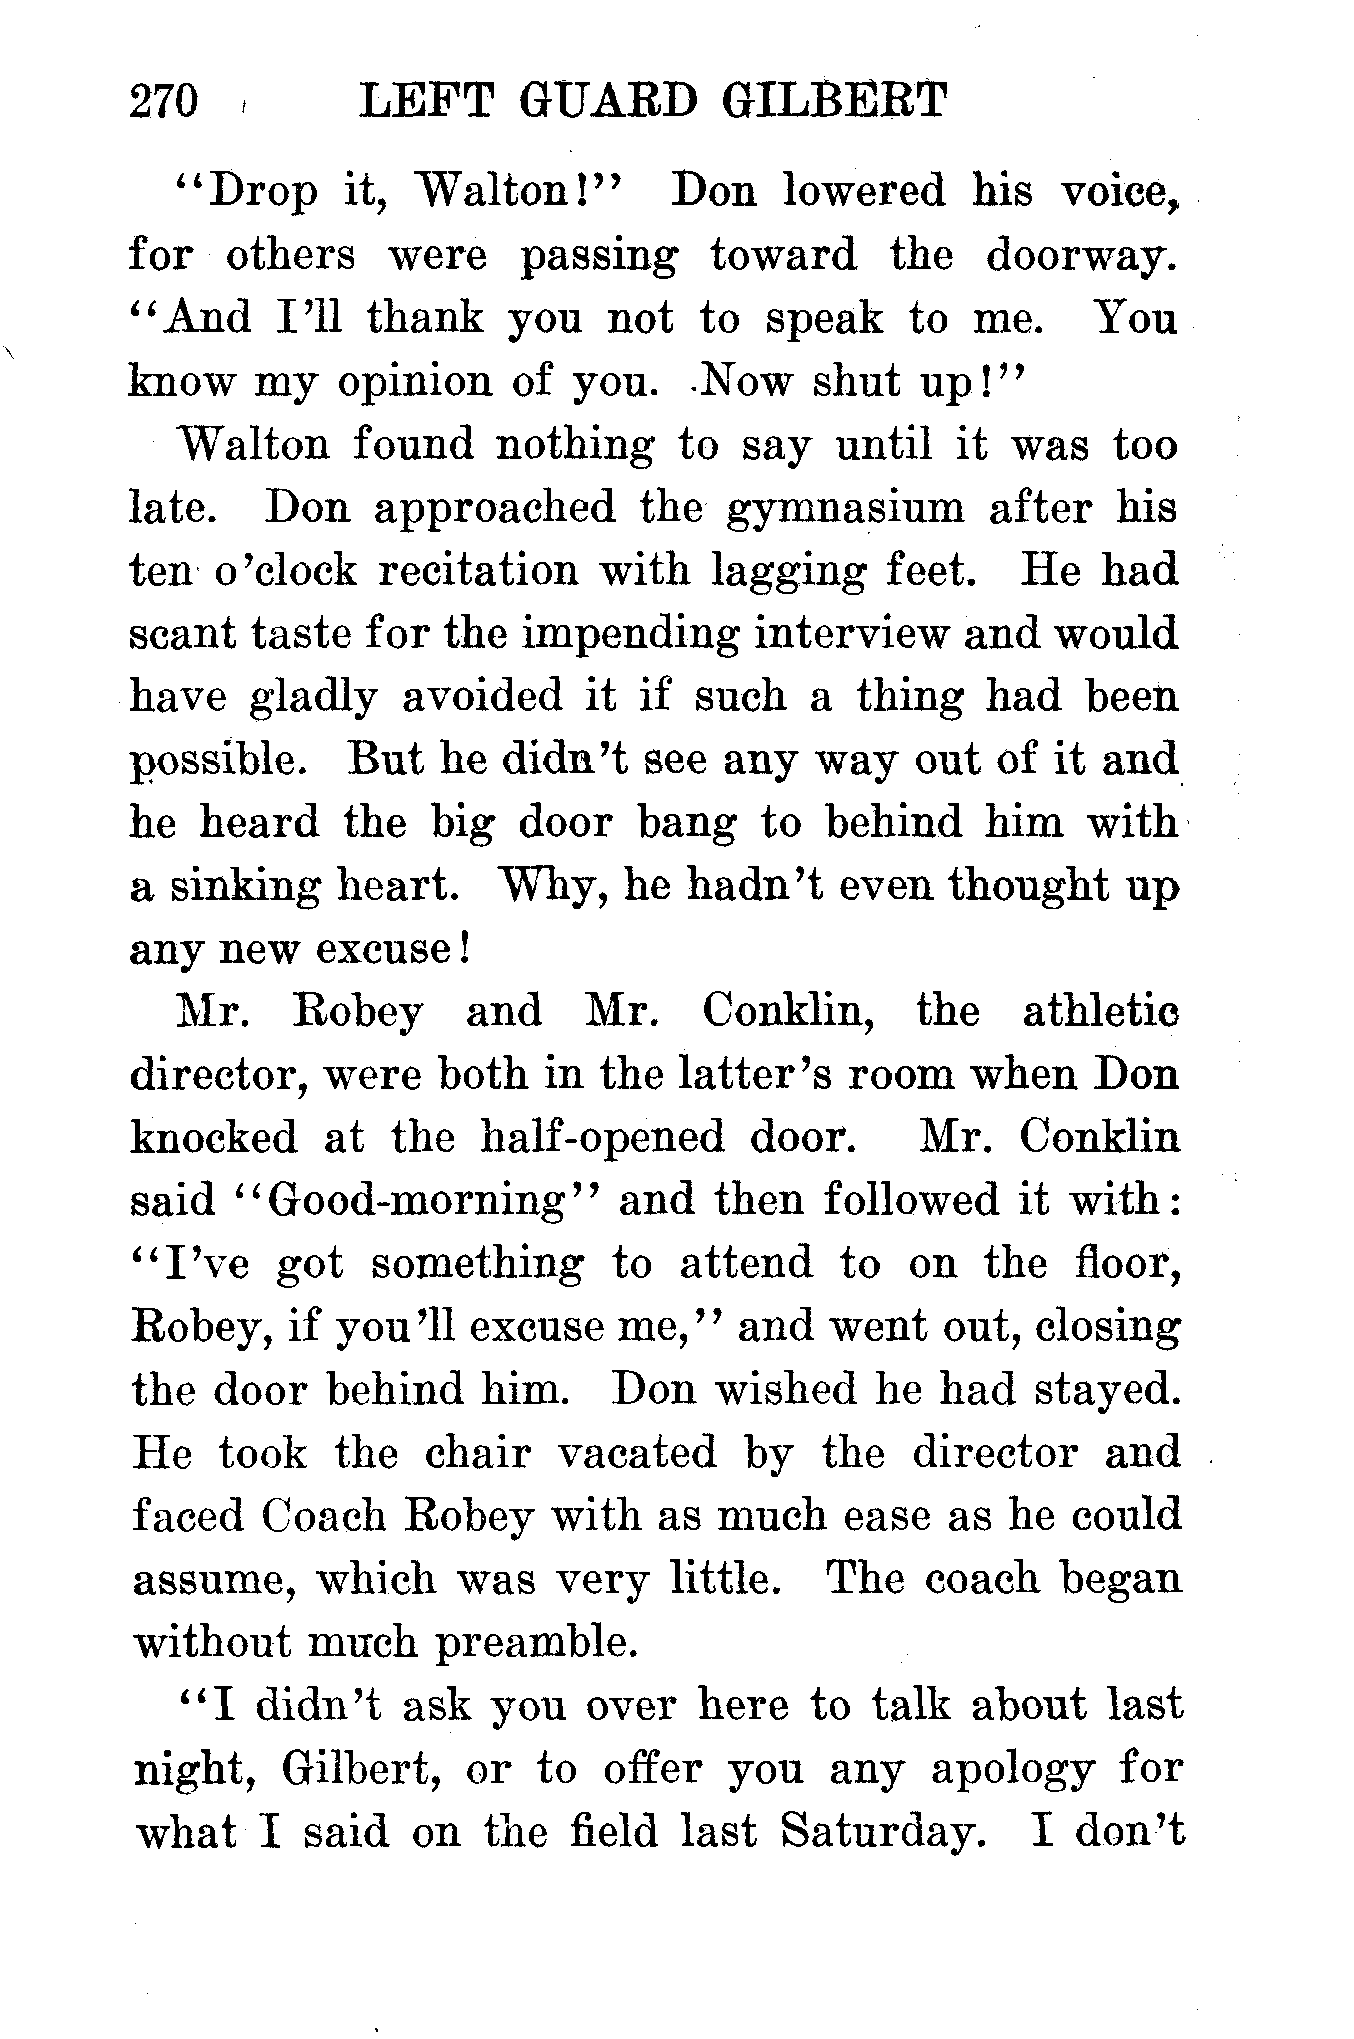 270 LEFT GUARD GILBERT
"Drop it, Walton!" Don lowered his voice,
for others were passing toward the doorway.
"And I'll thank you not to speak to me. You
know my opinion of you. Now shut up!"
Walton found nothing to say until it was too
late. Don approached the gymnasium after his
ten o'clock recitation with lagging feet. He had
scant taste for the impending interview and would
have gladly avoided it if such a thing had been
possible. But he didn't see any way out of it and
he heard the big door bang to behind him with
a sinking heart. Why, he hadn't even thought up
any new excuse!
Mr. Robey and Mr. Conklin, the athletic
director, were both in the latter's room when Don
knocked at the half-opened door. Mr. Conklin
said "Good-morning" and then followed it with:
"I've got something to attend to on the floor,
Robey, if you'll excuse me," and went out, closing
the door behind him. Don wished he had stayed.
He took the chair vacated by the director and
faced Coach Robey with as much ease as he could
assume, which was very little. The coach began
without much preamble.
"I didn't ask you over here to talk about last
night, Gilbert, or to offer you any apology for
what I said on the field last Saturday. I don't